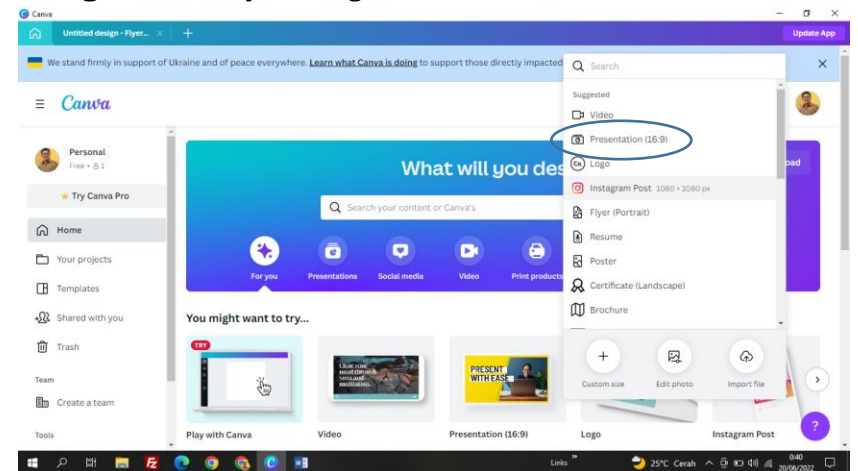 Canva
Untitled design - Flyer...
Update App
We stand firmly in support of Ukraine and of peace everywhere. Learn what Canva is doing to support those directly impacted
Search
Suggested
Canva
Video
Presentation (16:9)
Personal
Free • 1
What will you des
Logo
Instagram Post 1080 × 1080 px
Try Canva Pro
Search your content or Canva's
Flyer (Portrait)
Home
Resume
Your projects
Poster
For you
Presentations
Social media
Video
Print products
Certificate (Landscape)
Templates
Brochure
Shared with you
You might want to try...
Trash
TRY
PRESENT
WITH EASE
Team
Custom size
Edit photo
Import file
Create a team
Tools
Play with Canva
Video
Presentation (16:9)
Logo
Instagram Post
Links
25°C Cerah
0:40
20/06/2022